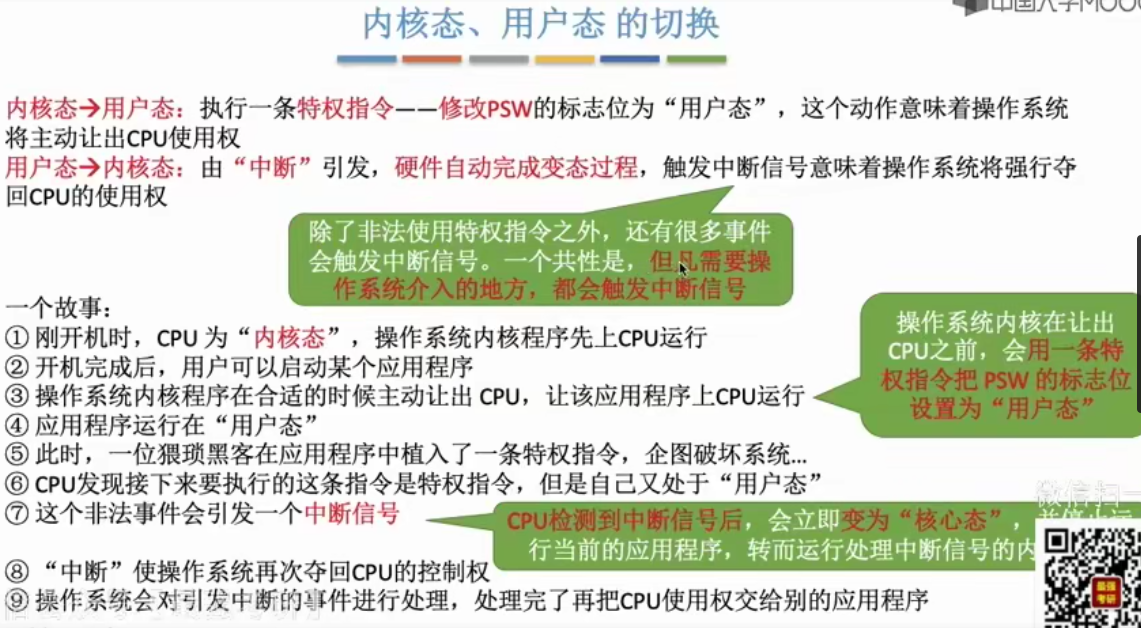 内核态、用户态 的切换
中国大学MOOC
内核态→用户态：执行一条特权指令——修改PSW的标志位为“用户态”，这个动作意味着操作系统
将主动让出CPU使用权
用户态→内核态：由“中断”引发，硬件自动完成变态过程，触发中断信号意味着操作系统将强行夺
回CPU的使用权
除了非法使用特权指令之外，还有很多事件
会触发中断信号。一个共性是，但凡需要操
作系统介入的地方，都会触发中断信号
一个故事：
① 刚开机时，CPU 为“内核态”，操作系统内核程序先上CPU运行
② 开机完成后，用户可以启动某个应用程序
③ 操作系统内核程序在合适的时候主动让出 CPU，让该应用程序上CPU运行
④ 应用程序运行在“用户态”
操作系统内核在让出
CPU之前，会用一条特
权指令把 PSW 的标志位
设置为“用户态”
⑤ 此时，一位猥琐黑客在应用程序中植入了一条特权指令，企图破坏系统…
⑥ CPU发现接下来要执行的这条指令是特权指令，但是自己又处于“用户态”
⑦ 这个非法事件会引发一个中断信号
CPU检测到中断信号后，会立即变为“核心态”，
行当前的应用程序，转而运行处理中断信号的内
微信扫一
⑧ “中断”使操作系统再次夺回CPU的控制权
⑨ 操作系统会对引发中断的事件进行处理，处理完了再把CPU使用权交给别的应用程序